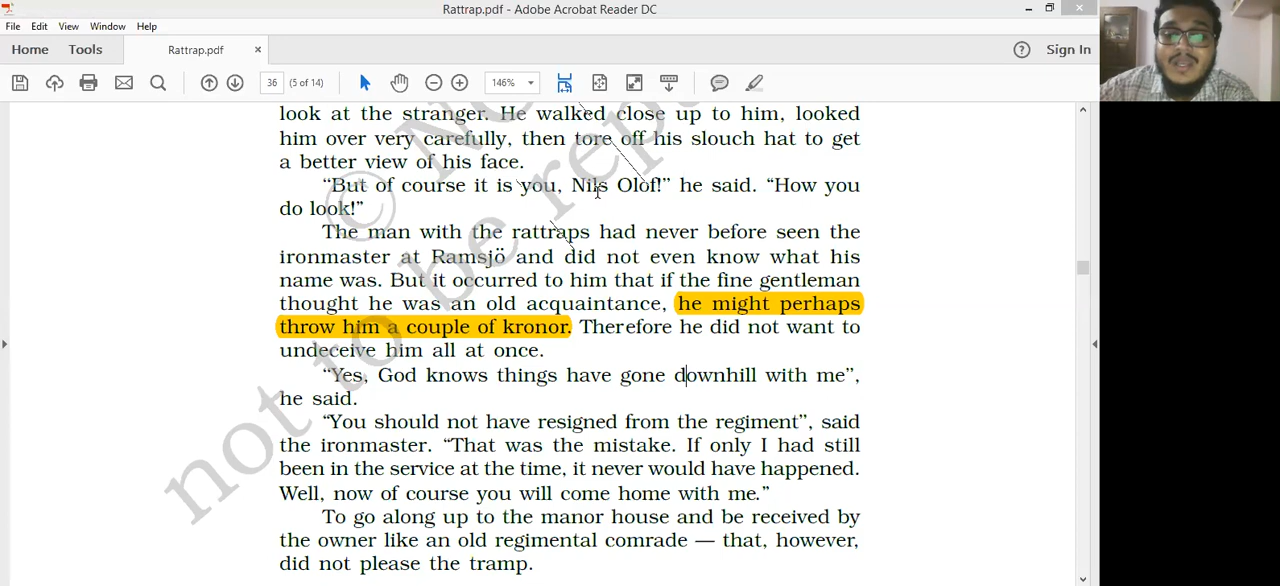 Rattrap.pdf - Adobe Acrobat Reader DC
File Edit View Window Help
Home Tools Rattrap.pdf × Sign In
36 (5 of 14) 146%
look at the stranger. He walked close up to him, looked
him over very carefully, then tore off his slouch hat to get
a better view of his face.
“But of course it is you, Nils Olof!” he said. “How you
do look!”
The man with the rattraps had never before seen the
ironmaster at Ramsjö and did not even know what his
name was. But it occurred to him that if the fine gentleman
thought he was an old acquaintance, he might perhaps
throw him a couple of kronor. Therefore he did not want to
undeceive him all at once.
“Yes, God knows things have gone downhill with me”,
he said.
“You should not have resigned from the regiment”, said
the ironmaster. “That was the mistake. If only I had still
been in the service at the time, it never would have happened.
Well, now of course you will come home with me.”
To go along up to the manor house and be received by
the owner like an old regimental comrade — that, however,
did not please the tramp.
©
not to be